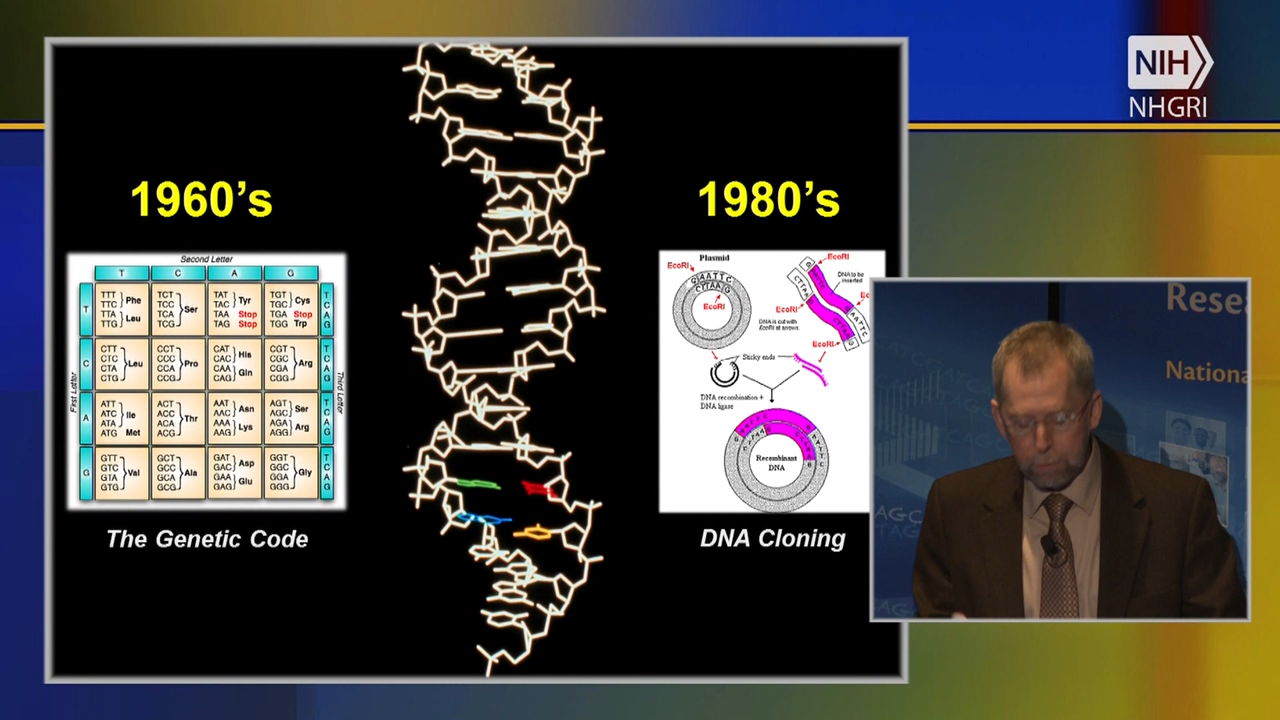 NIH
NHGRI
1960's
1980's
Second Letter
T C A G
First Letter
Third Letter
T
TTT
TTC
Phe
TTA
TTG
Leu
TCT
TCC
TCA
TCG
Ser
TAT
TAC
Tyr
TAA Stop
TAG Stop
TGT
TGC
Cys
TGA Stop
TGG Trp
T
C
A
G
C
CTT
CTC
CTA
CTG
Leu
CCT
CCC
CCA
CCG
Pro
CAT
CAC
His
CAA
CAG
Gln
CGT
CGC
CGA
CGG
Arg
T
C
A
G
A
ATT
ATC
ATA
Ile
ATG Met
ACT
ACC
ACA
ACG
Thr
AAT
AAC
Asn
AAA
AAG
Lys
AGT
AGC
Ser
AGA
AGG
Arg
T
C
A
G
G
GTT
GTC
GTA
GTG
Val
GCT
GCC
GCA
GCG
Ala
GAT
GAC
Asp
GAA
GAG
Glu
GGT
GGC
GGA
GGG
Gly
T
C
A
G
The Genetic Code
Plasmid
EcoRI
GAATTC
CTTAAG
EcoRI
EcoRI
DNA to be
inserted
EcoRI
DNA is cut with
EcoRI at arrows.
EcoRI
Sticky ends
DNA recombination +
DNA ligase
Recombinant
DNA
DNA Cloning
Rese
Nationa
AGC